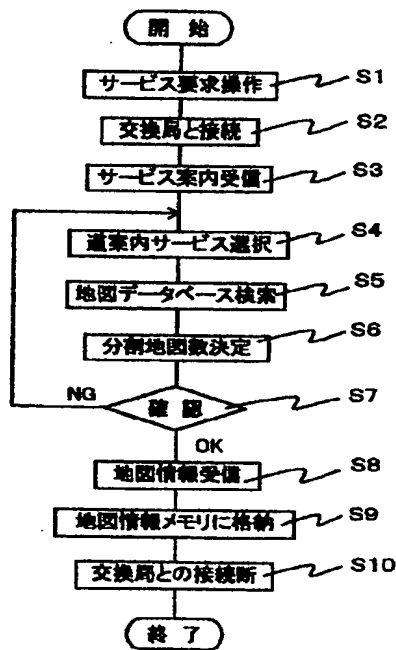 開 始
サービス要求操作 S1
交換局と接続 S2
サービス案内受信 S3
道案内サービス選択 S4
地図データベース検索 S5
分割地図数決定 S6
NG 確 認 S7
OK
地図情報受信 S8
地図情報メモリに格納 S9
交換局との接続断 S10
終 了